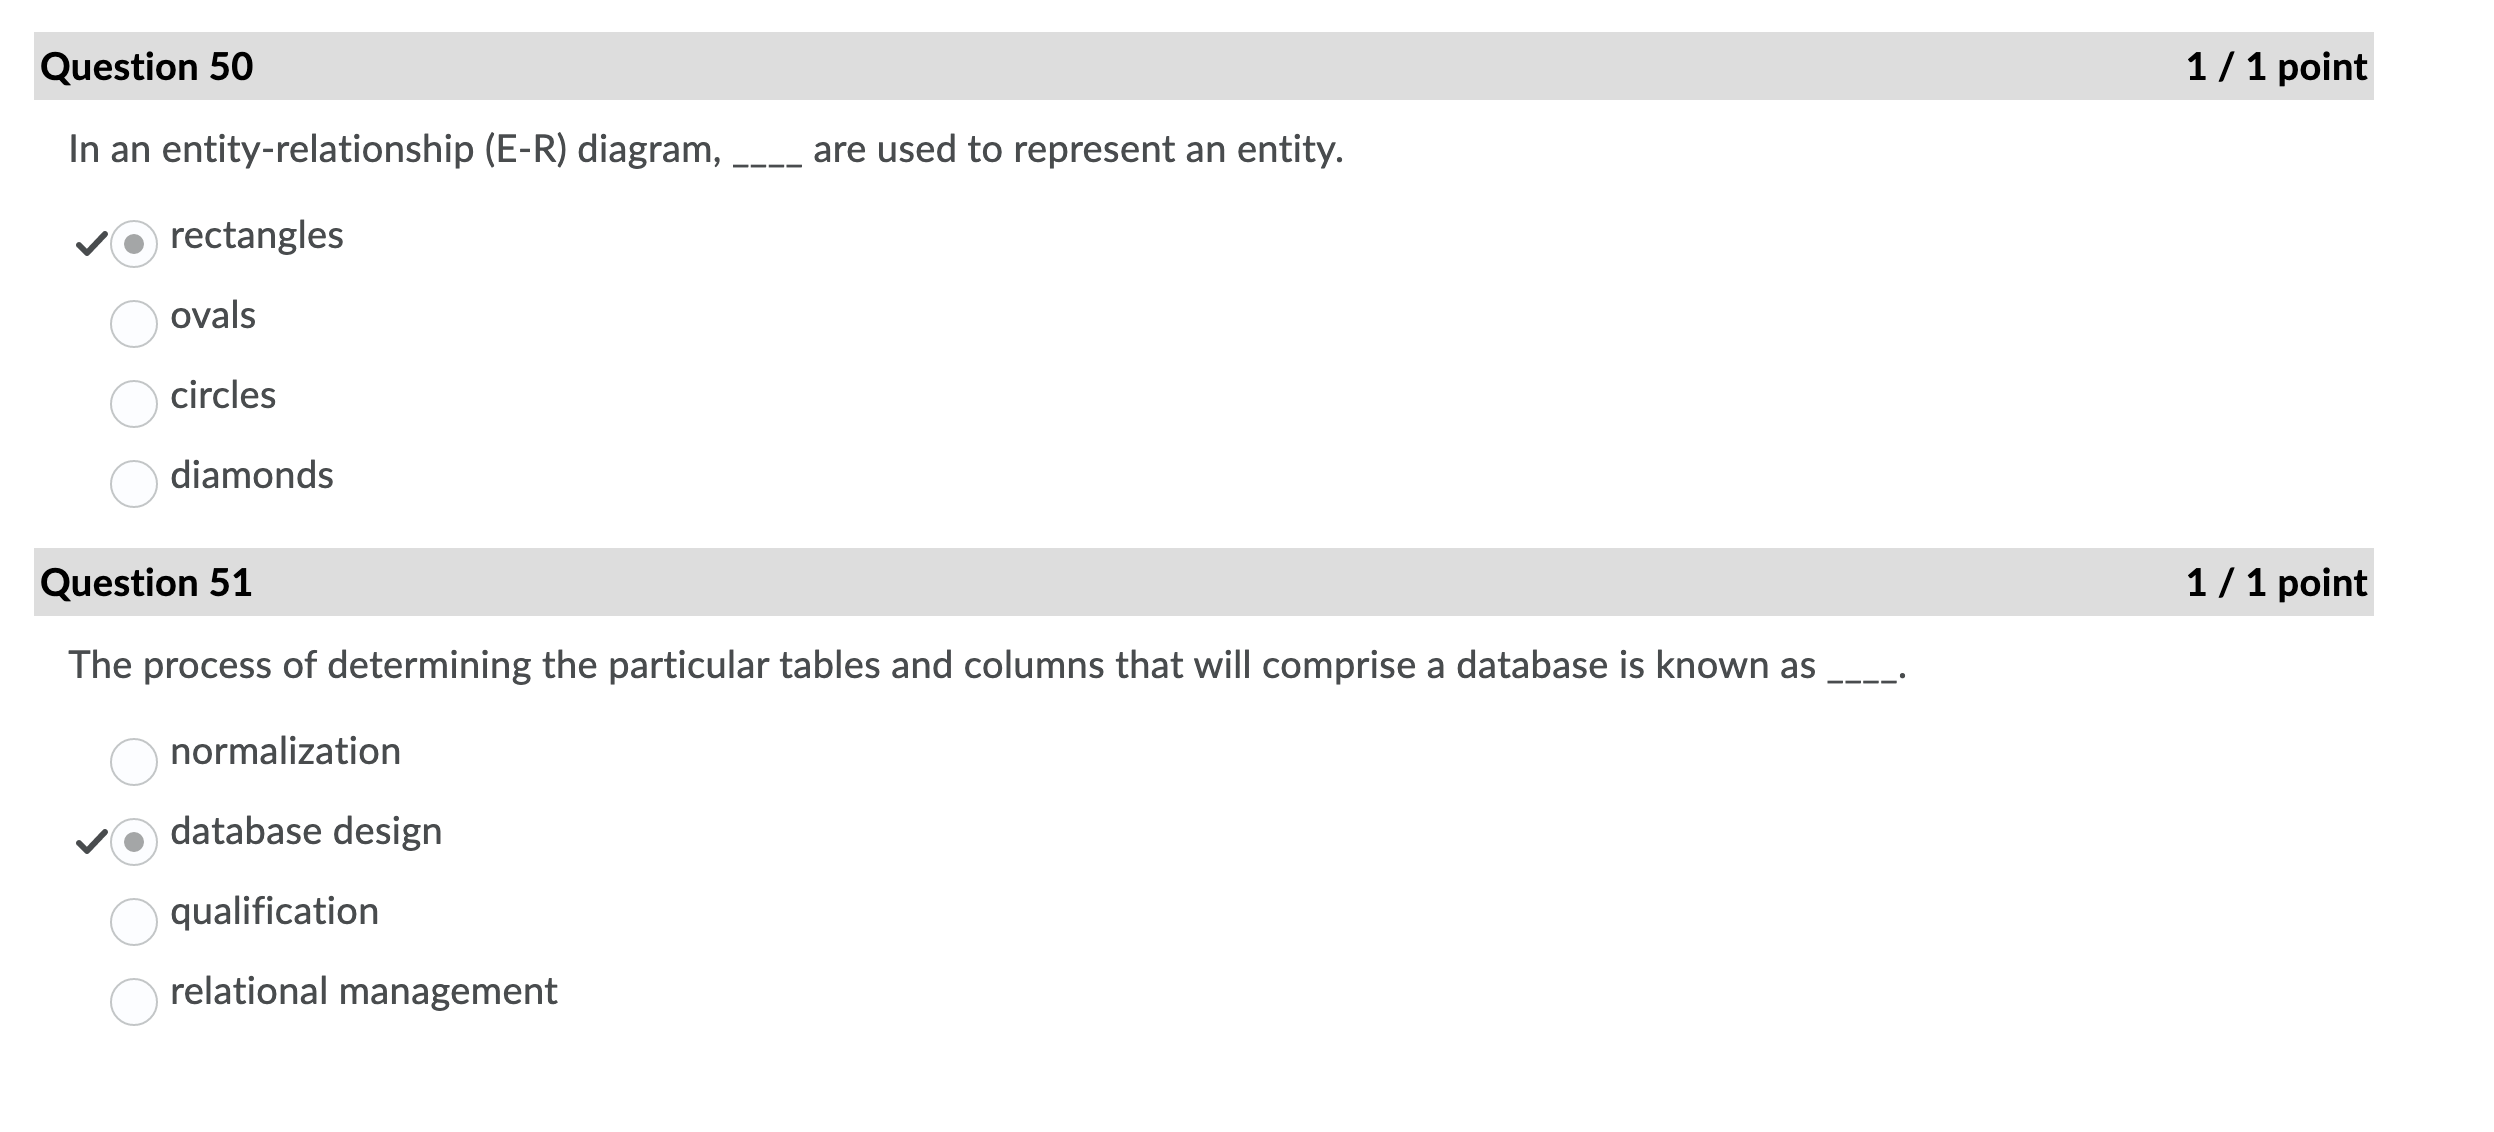 Question 50 1 / 1 point
In an entity-relationship (E-R) diagram, ____ are used to represent an entity.
rectangles
ovals
circles
diamonds
Question 51 1 / 1 point
The process of determining the particular tables and columns that will comprise a database is known as ____.
normalization
database design
qualification
relational management